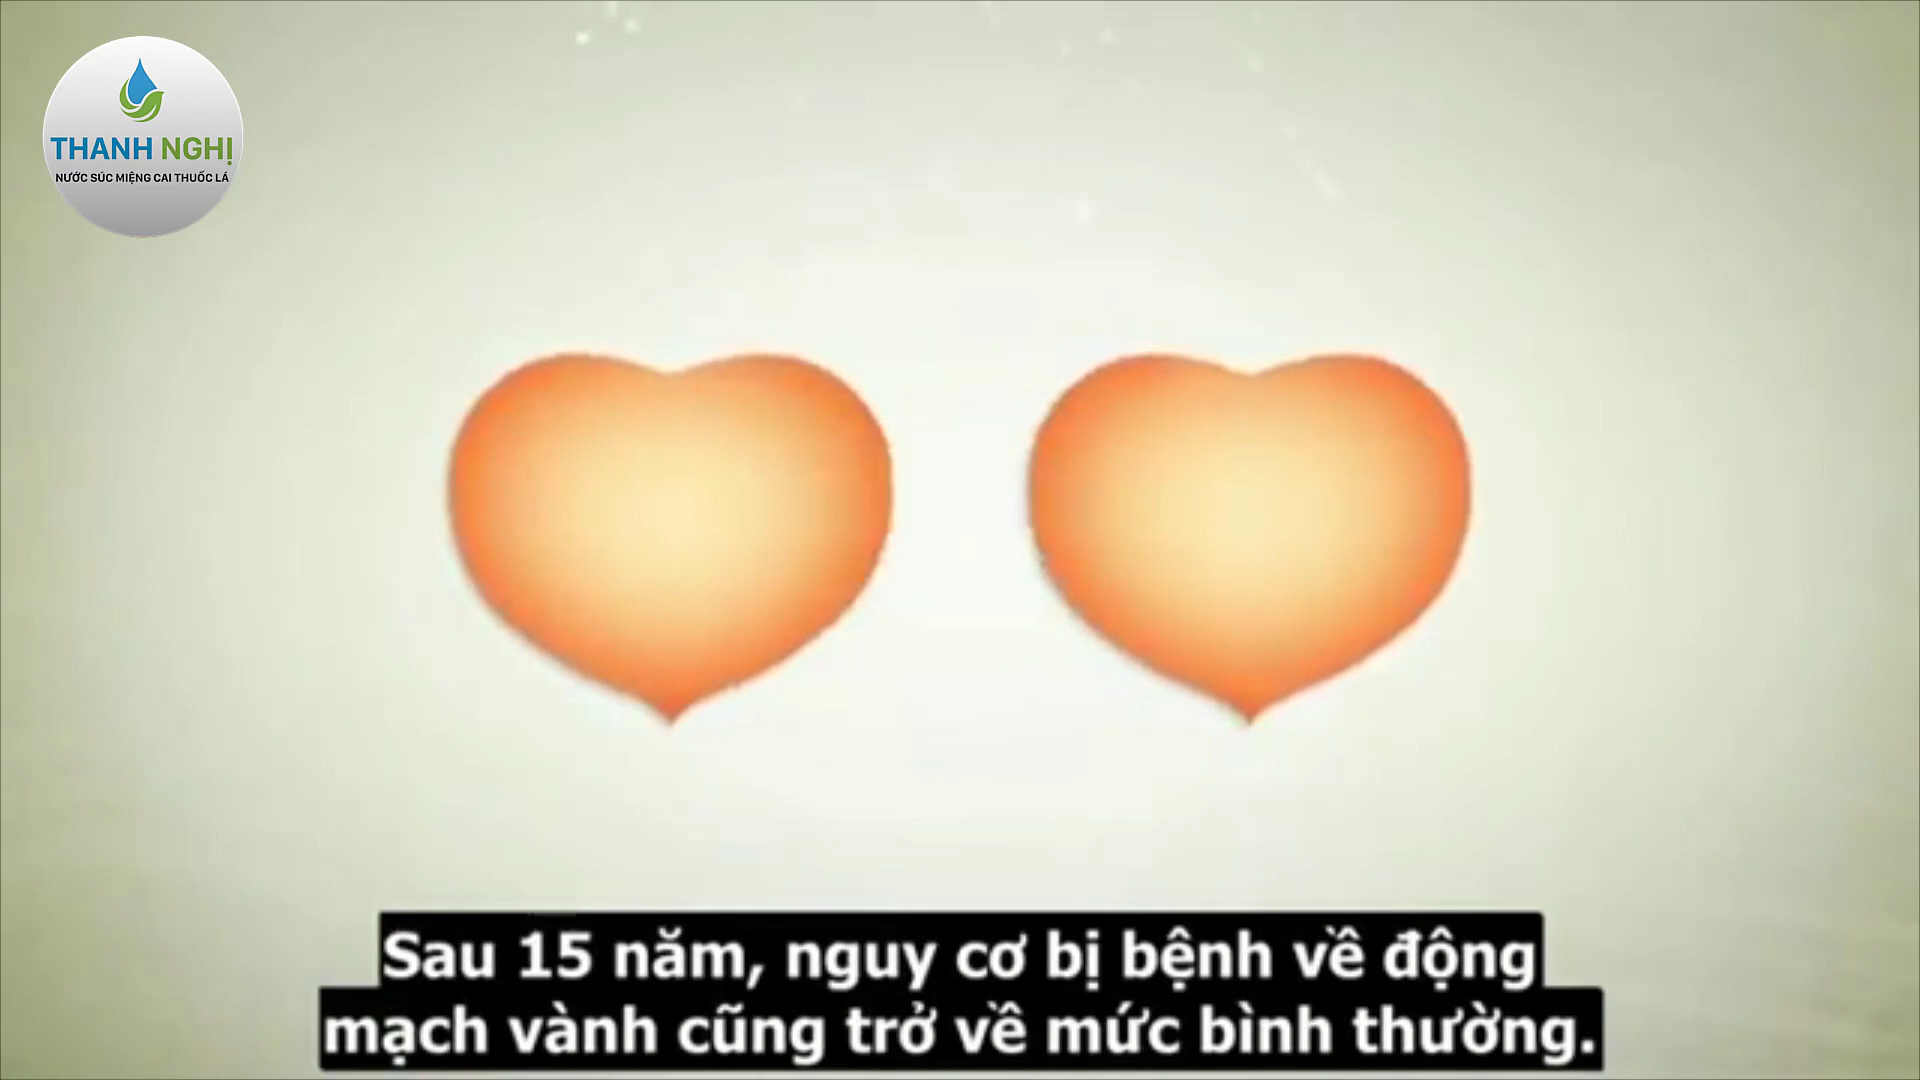 THANH NGHỊ
NƯỚC SÚC MIỆNG CAI THUỐC LÁ
Sau 15 năm, nguy cơ bị bệnh về động
mạch vành cũng trở về mức bình thường.